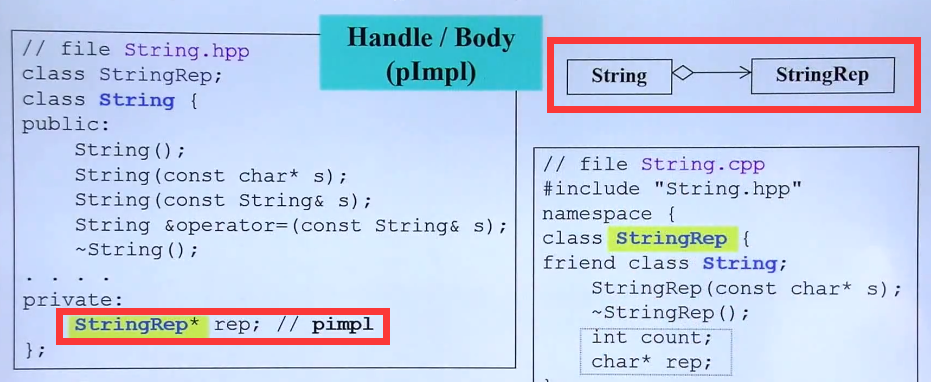 Handle / Body
(pImpl)
// file String.hpp
class StringRep;
class String {
public:
String();
String(const char* s);
String(const String& s);
String &operator=(const String& s);
~String();
. . . .
private:
StringRep* rep; // pimpl
};
String
StringRep
// file String.cpp
#include "String.hpp"
namespace {
class StringRep {
friend class String;
StringRep(const char* s);
~StringRep();
int count;
char* rep;